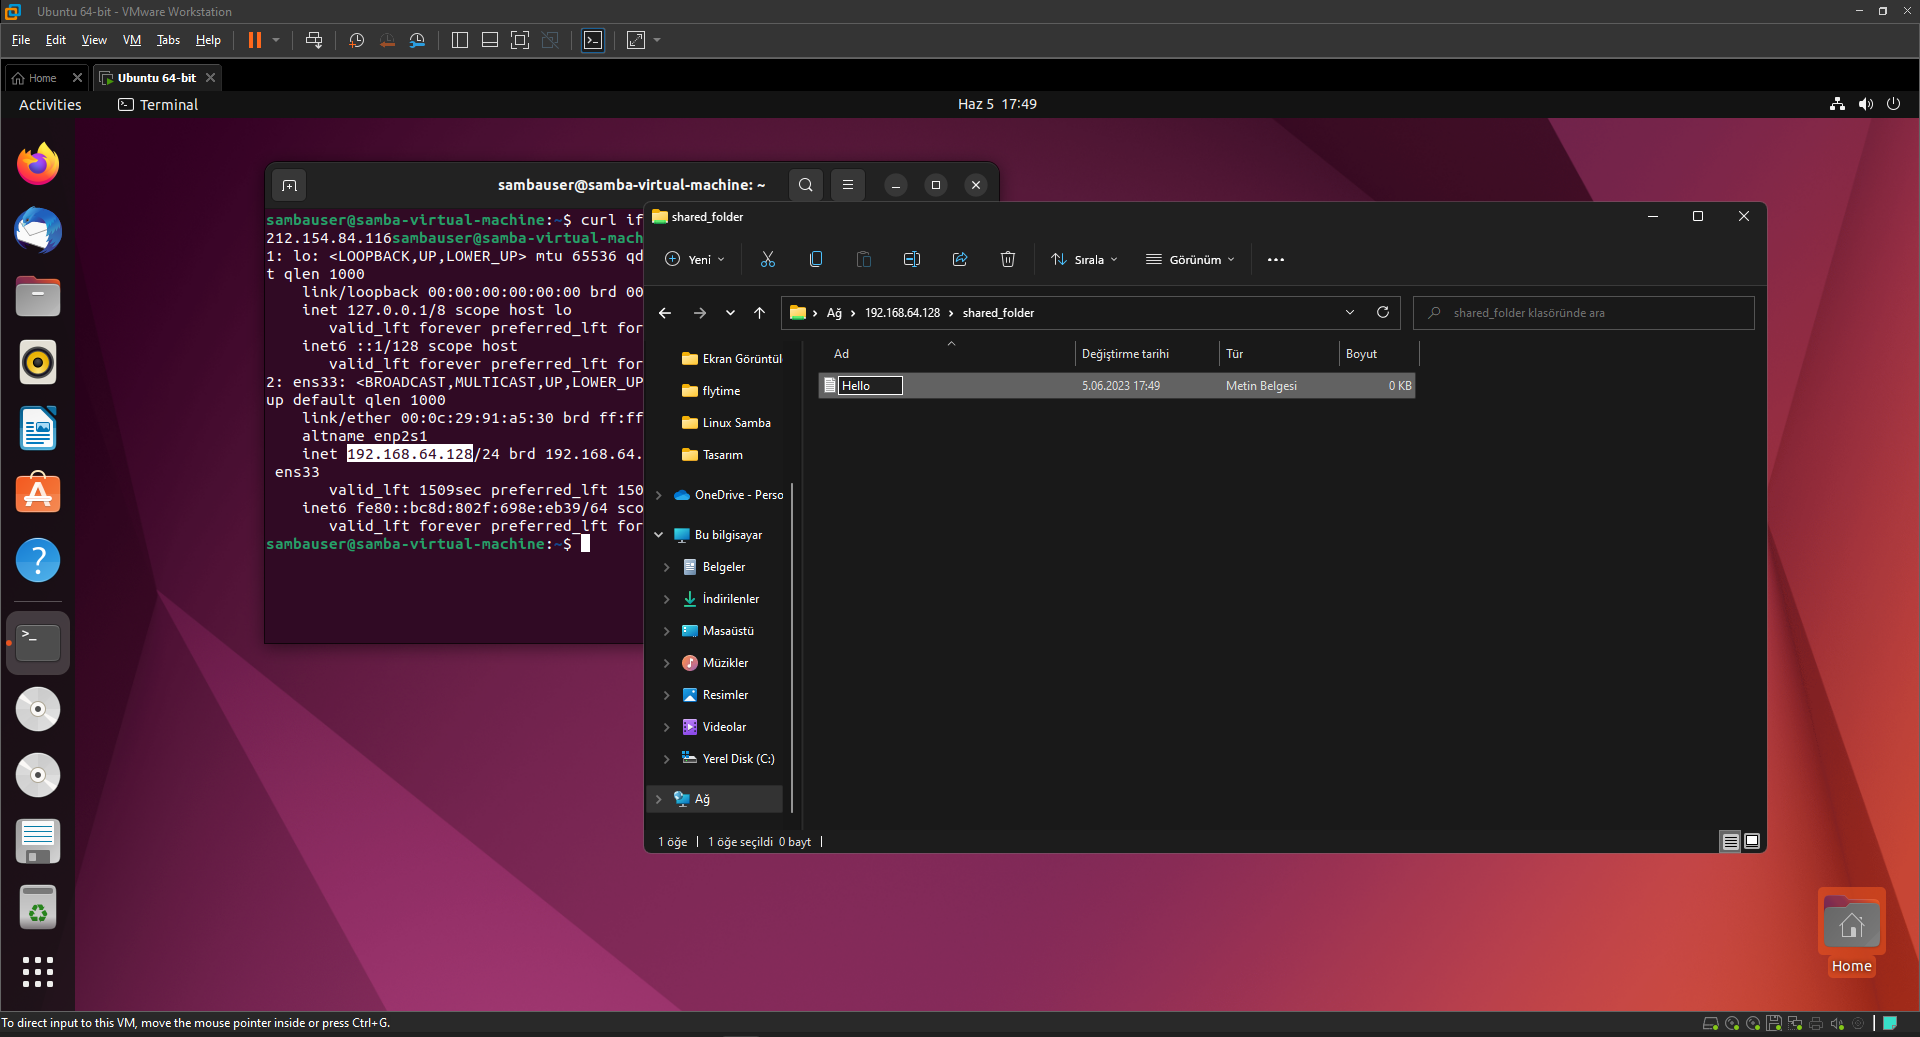 Ubuntu 64-bit - VMware Workstation
File Edit View VM Tabs Help
Home
Ubuntu 64-bit
Activities
Terminal
Haz 5 17:49
sambauser@samba-virtual-machine: ~
sambauser@samba-virtual-machine:~$ curl if
212.154.84.116sambauser@samba-virtual-mach
1: lo: <LOOPBACK,UP,LOWER_UP> mtu 65536 qd
t qlen 1000
link/loopback 00:00:00:00:00:00 brd 00
inet 127.0.0.1/8 scope host lo
valid_lft forever preferred_lft for
inet6 ::1/128 scope host
valid_lft forever preferred_lft for
2: ens33: <BROADCAST,MULTICAST,UP,LOWER_UP
up default qlen 1000
link/ether 00:0c:29:91:a5:30 brd ff:ff
altname enp2s1
inet 192.168.64.128/24 brd 192.168.64.
ens33
valid_lft 1509sec preferred_lft 150
inet6 fe80::bc8d:802f:698e:eb39/64 sco
valid_lft forever preferred_lft for
sambauser@samba-virtual-machine:~$
shared_folder
Yeni
Sırala
Görünüm
Ağ > 192.168.64.128 > shared_folder
shared_folder klasöründe ara
Ad
Değiştirme tarihi
Tür
Boyut
Hello
5.06.2023 17:49
Metin Belgesi
0 KB
Ekran Görüntül
flytime
Linux Samba
Tasarım
OneDrive - Perso
Bu bilgisayar
Belgeler
İndirilenler
Masaüstü
Müzikler
Resimler
Videolar
Yerel Disk (C:)
Ağ
1 öğe
1 öğe seçildi 0 bayt
Home
To direct input to this VM, move the mouse pointer inside or press Ctrl+G.